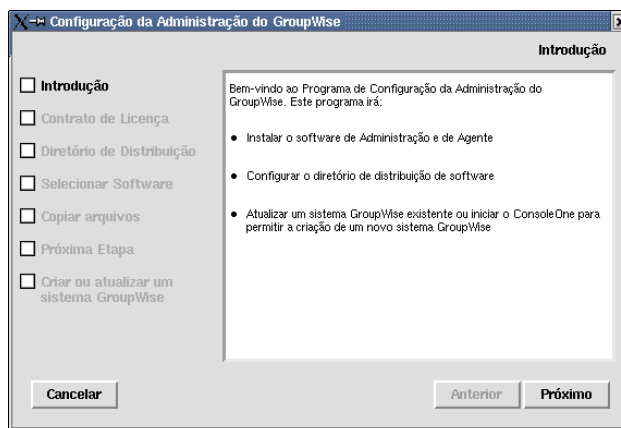 Configuração da Administração do GroupWise
Introdução
Introdução
Contrato de Licença
Diretório de Distribuição
Selecionar Software
Copiar arquivos
Próxima Etapa
Criar ou atualizar um
sistema GroupWise
Bem-vindo ao Programa de Configuração da Administração do
GroupWise. Este programa irá:
• Instalar o software de Administração e de Agente
• Configurar o diretório de distribuição de software
• Atualizar um sistema GroupWise existente ou iniciar o ConsoleOne para
permitir a criação de um novo sistema GroupWise
Cancelar
Anterior
Próximo